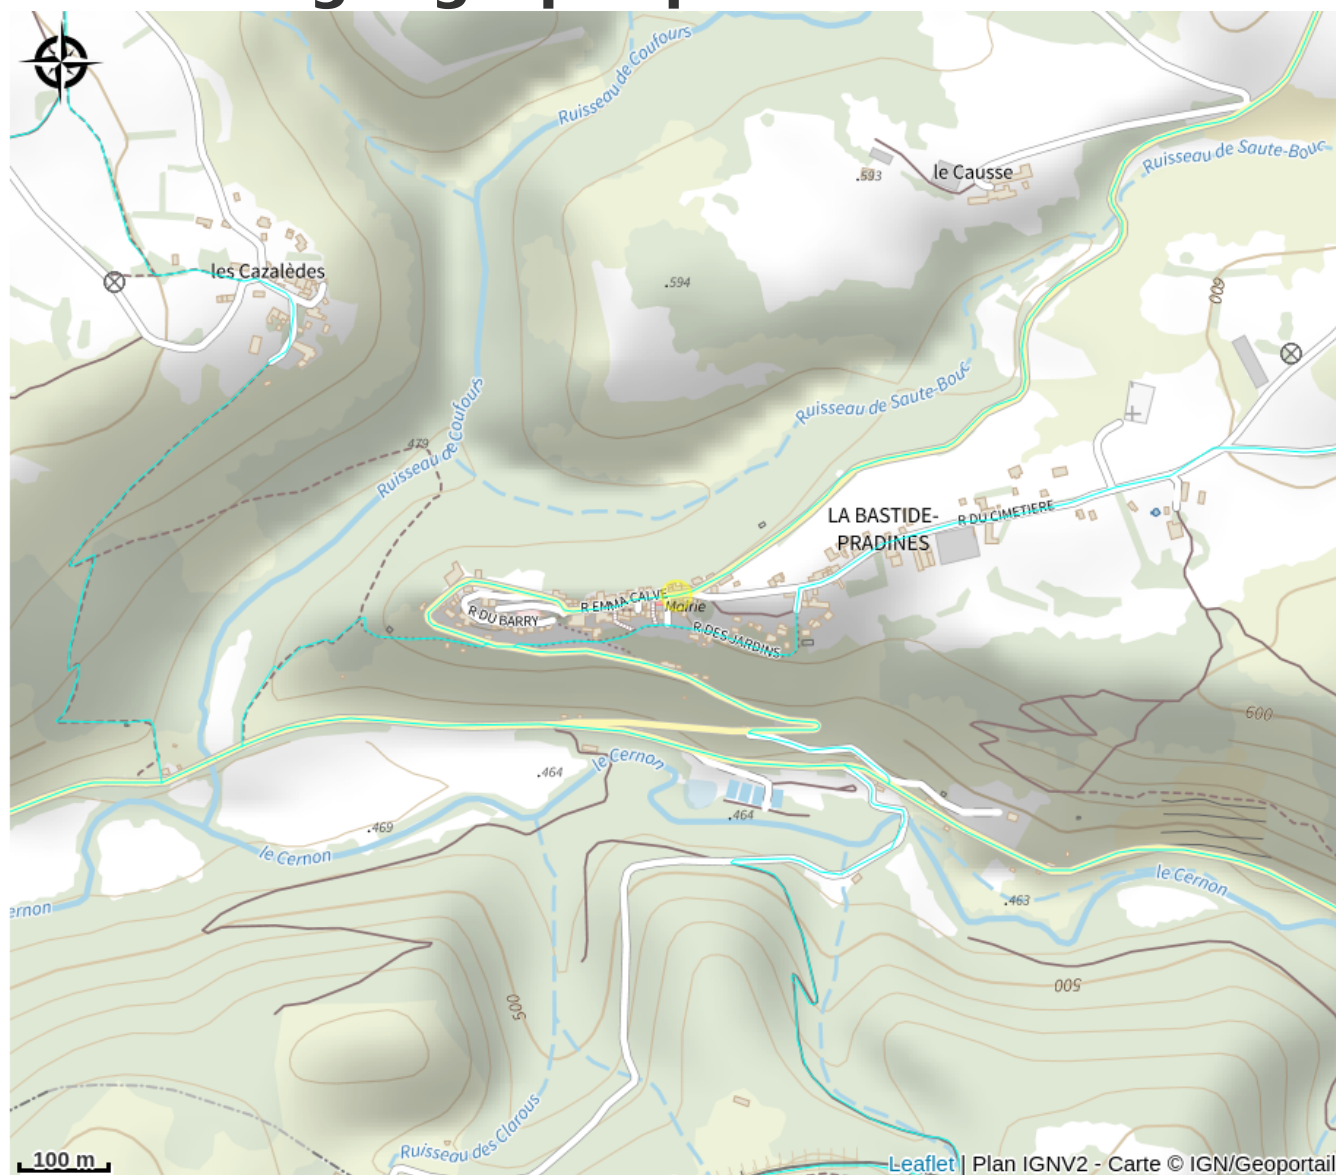 Ruisseau de Coufours
Ruisseau de Saute-Bouc
le Causse
.593
les Cazalèdes
.594
600
Ruisseau de Coufours
479
Ruisseau de Saute-Bouc
LA BASTIDE-
PRADINES
R DU CIMETIERE
R EMMA CALVE
Mairie
R DU BARRY
R DES JARDINS
600
le Cernon
.464
.464
.469
le Cernon
le Cernon
.463
ernon
500
500
Ruisseau des Clarous
100 m
Leaflet | Plan IGNV2 - Carte © IGN/Geoportail